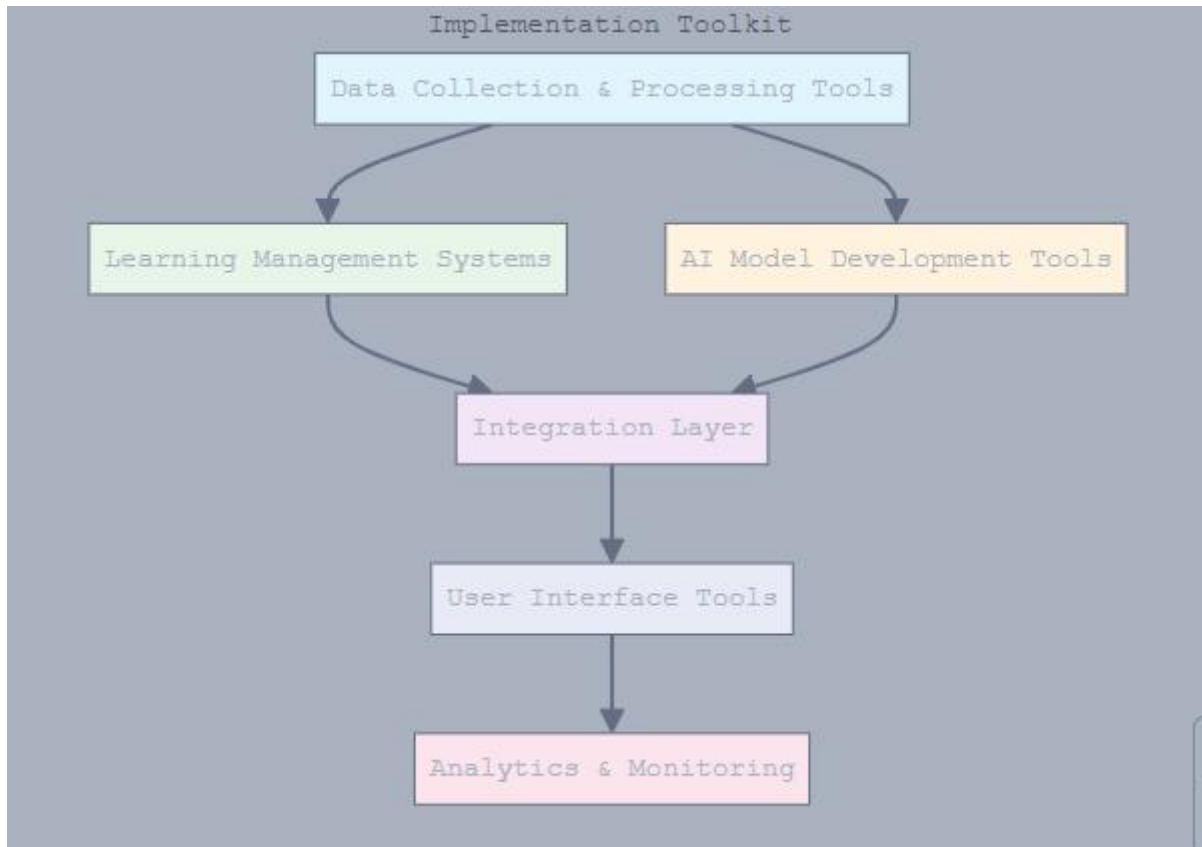 Implementation Toolkit
Data Collection & Processing Tools
Learning Management Systems
AI Model Development Tools
Integration Layer
User Interface Tools
Analytics & Monitoring